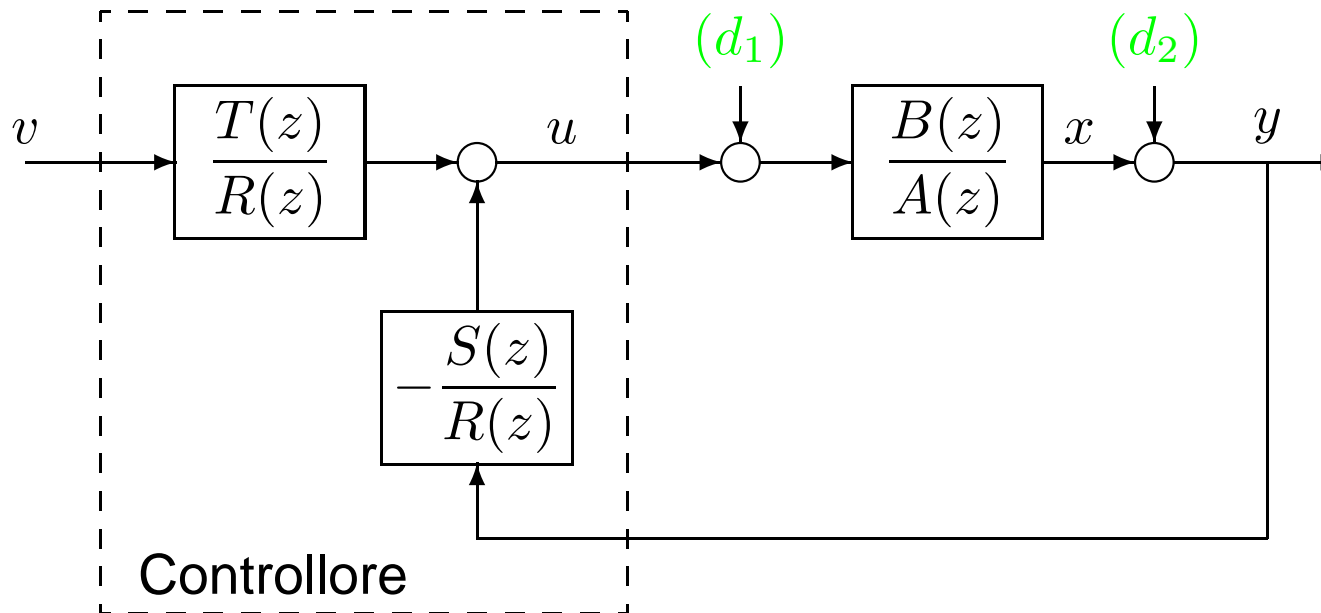 (d₁)
(d₂)
v
T(z)
R(z)
u
B(z)
A(z)
x
y
S(z)
−
R(z)
Controllore